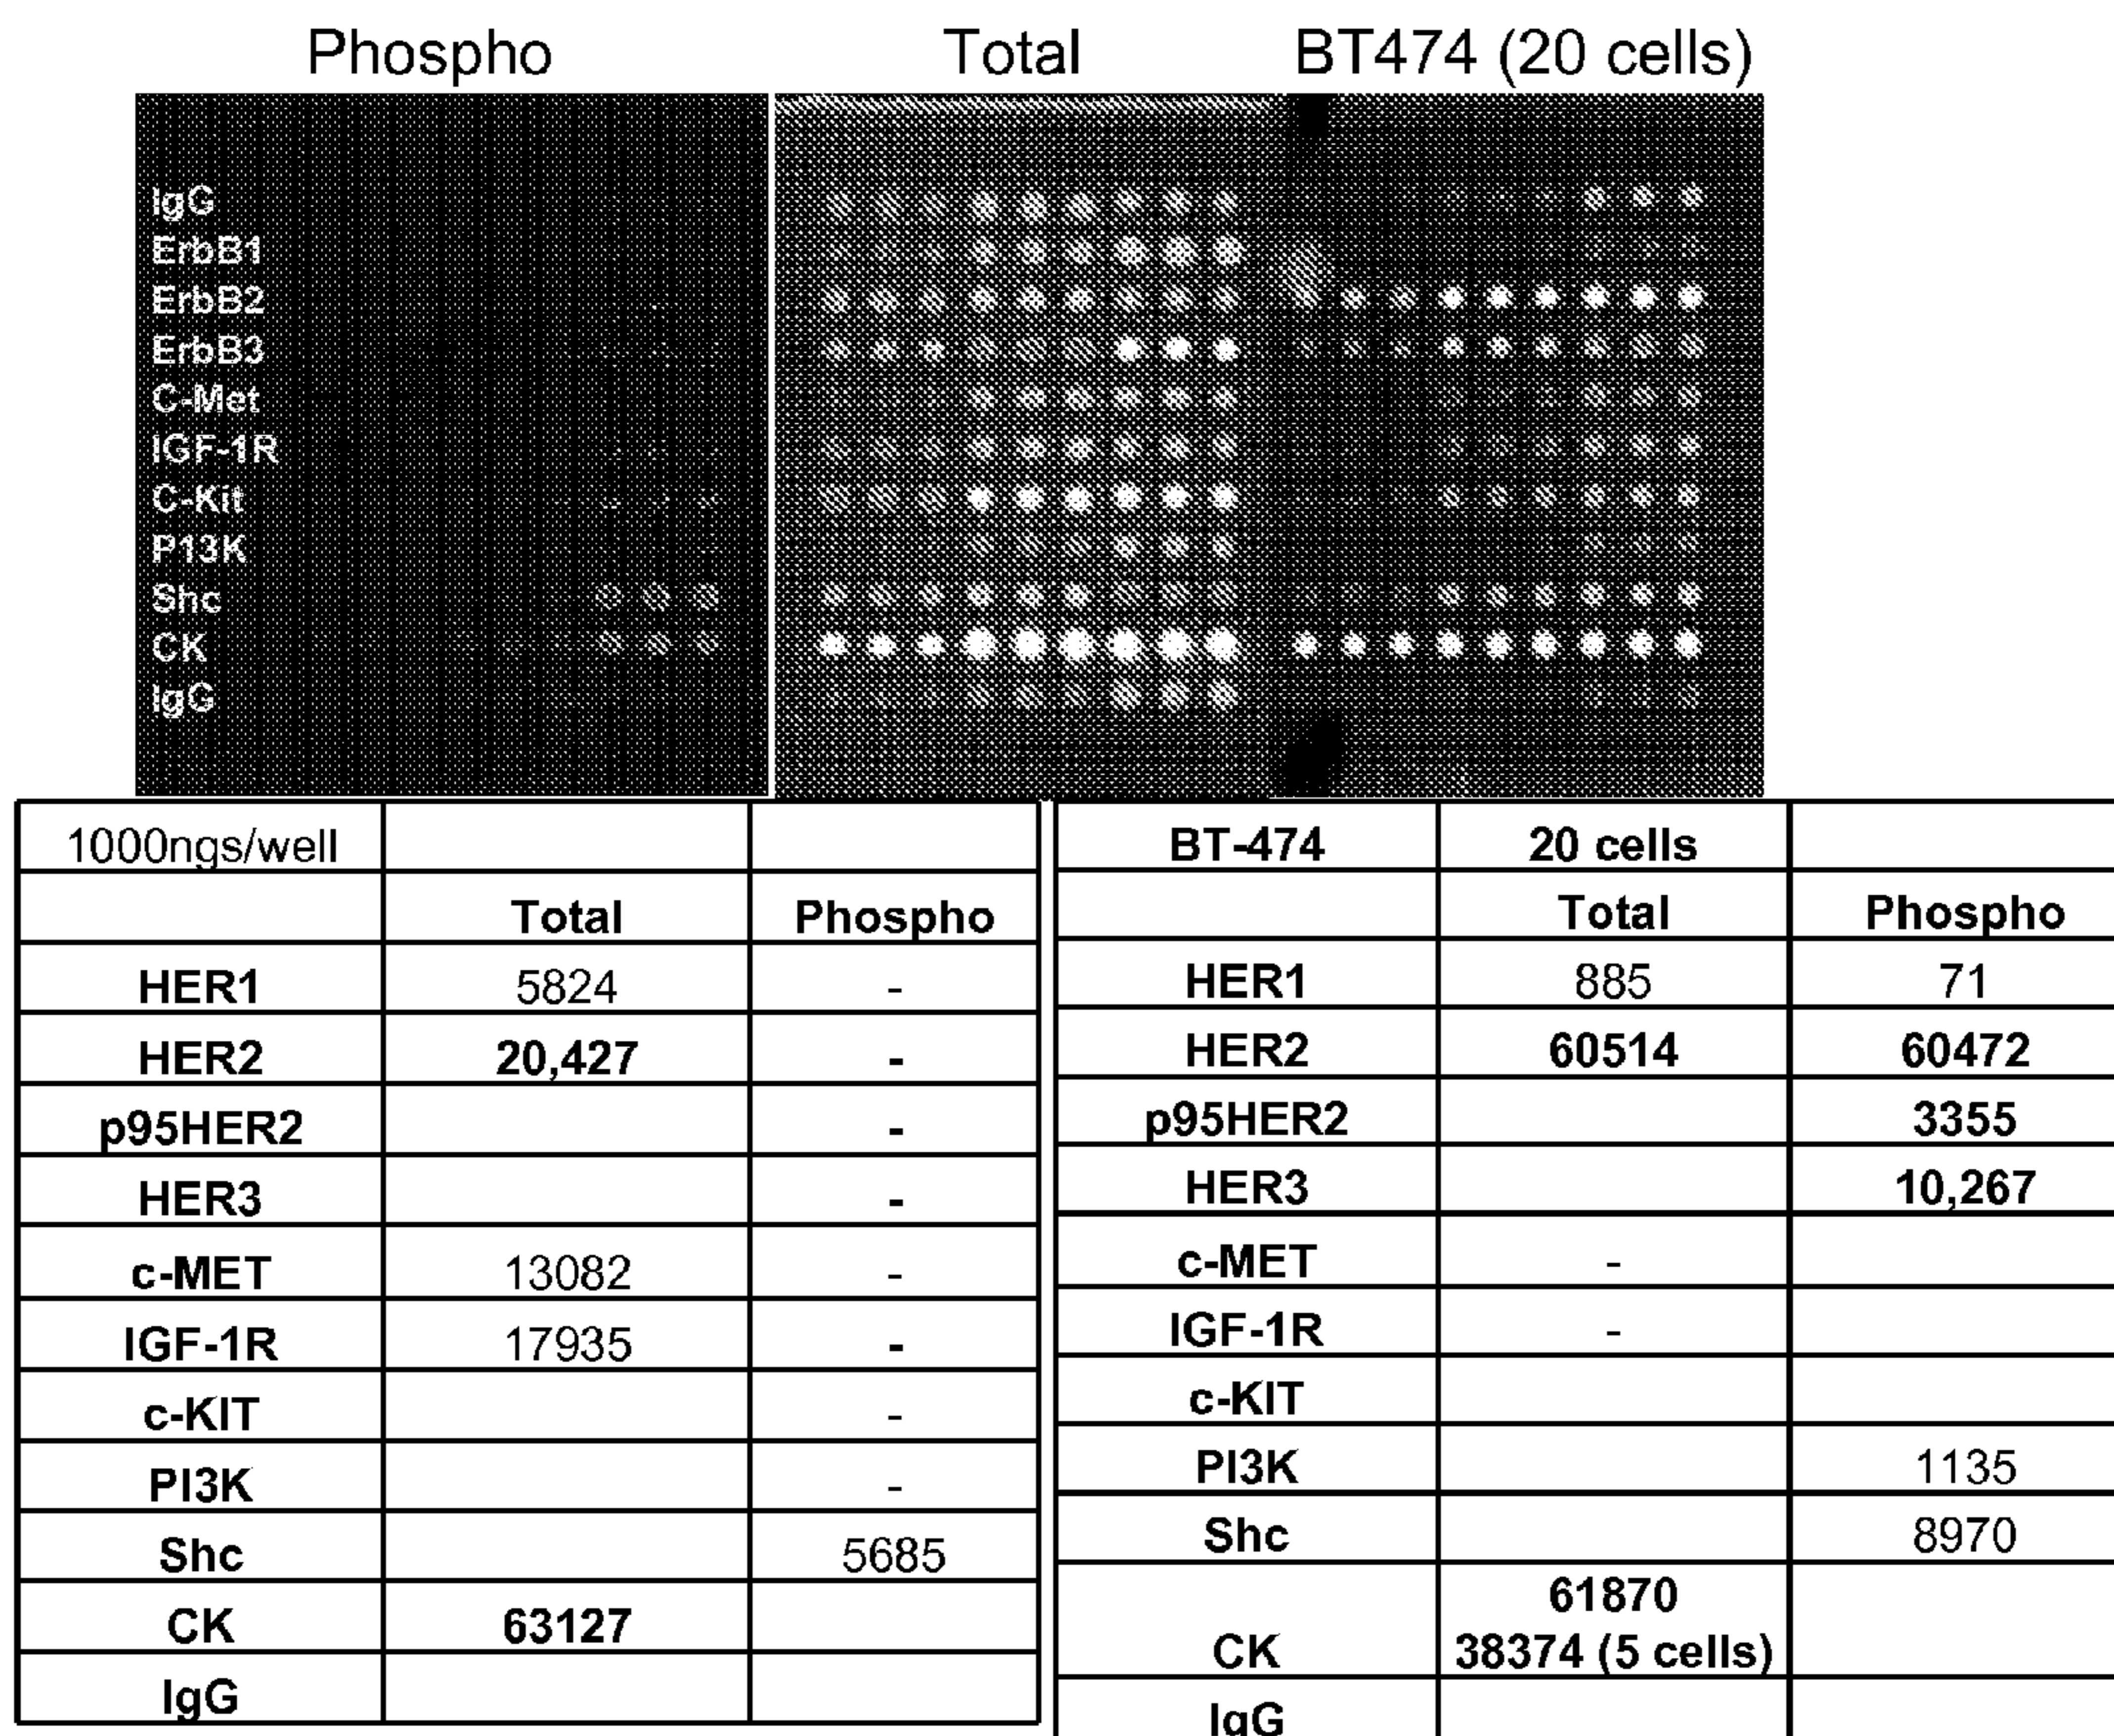 Phospho Total BT474 (20 cells)
IgG
ErbB1
ErbB2
ErbB3
C-Met
IGF-1R
C-Kit
P13K
Shc
CK
IgG
1000ngs/well
Total Phospho
HER1 5824 -
HER2 20,427 -
p95HER2 -
HER3 -
c-MET 13082 -
IGF-1R 17935 -
c-KIT -
PI3K -
Shc 5685
CK 63127
IgG
BT-474 20 cells
Total Phospho
HER1 885 71
HER2 60514 60472
p95HER2 3355
HER3 10,267
c-MET -
IGF-1R -
c-KIT
PI3K 1135
Shc 8970
61870
CK 38374 (5 cells)
IgG